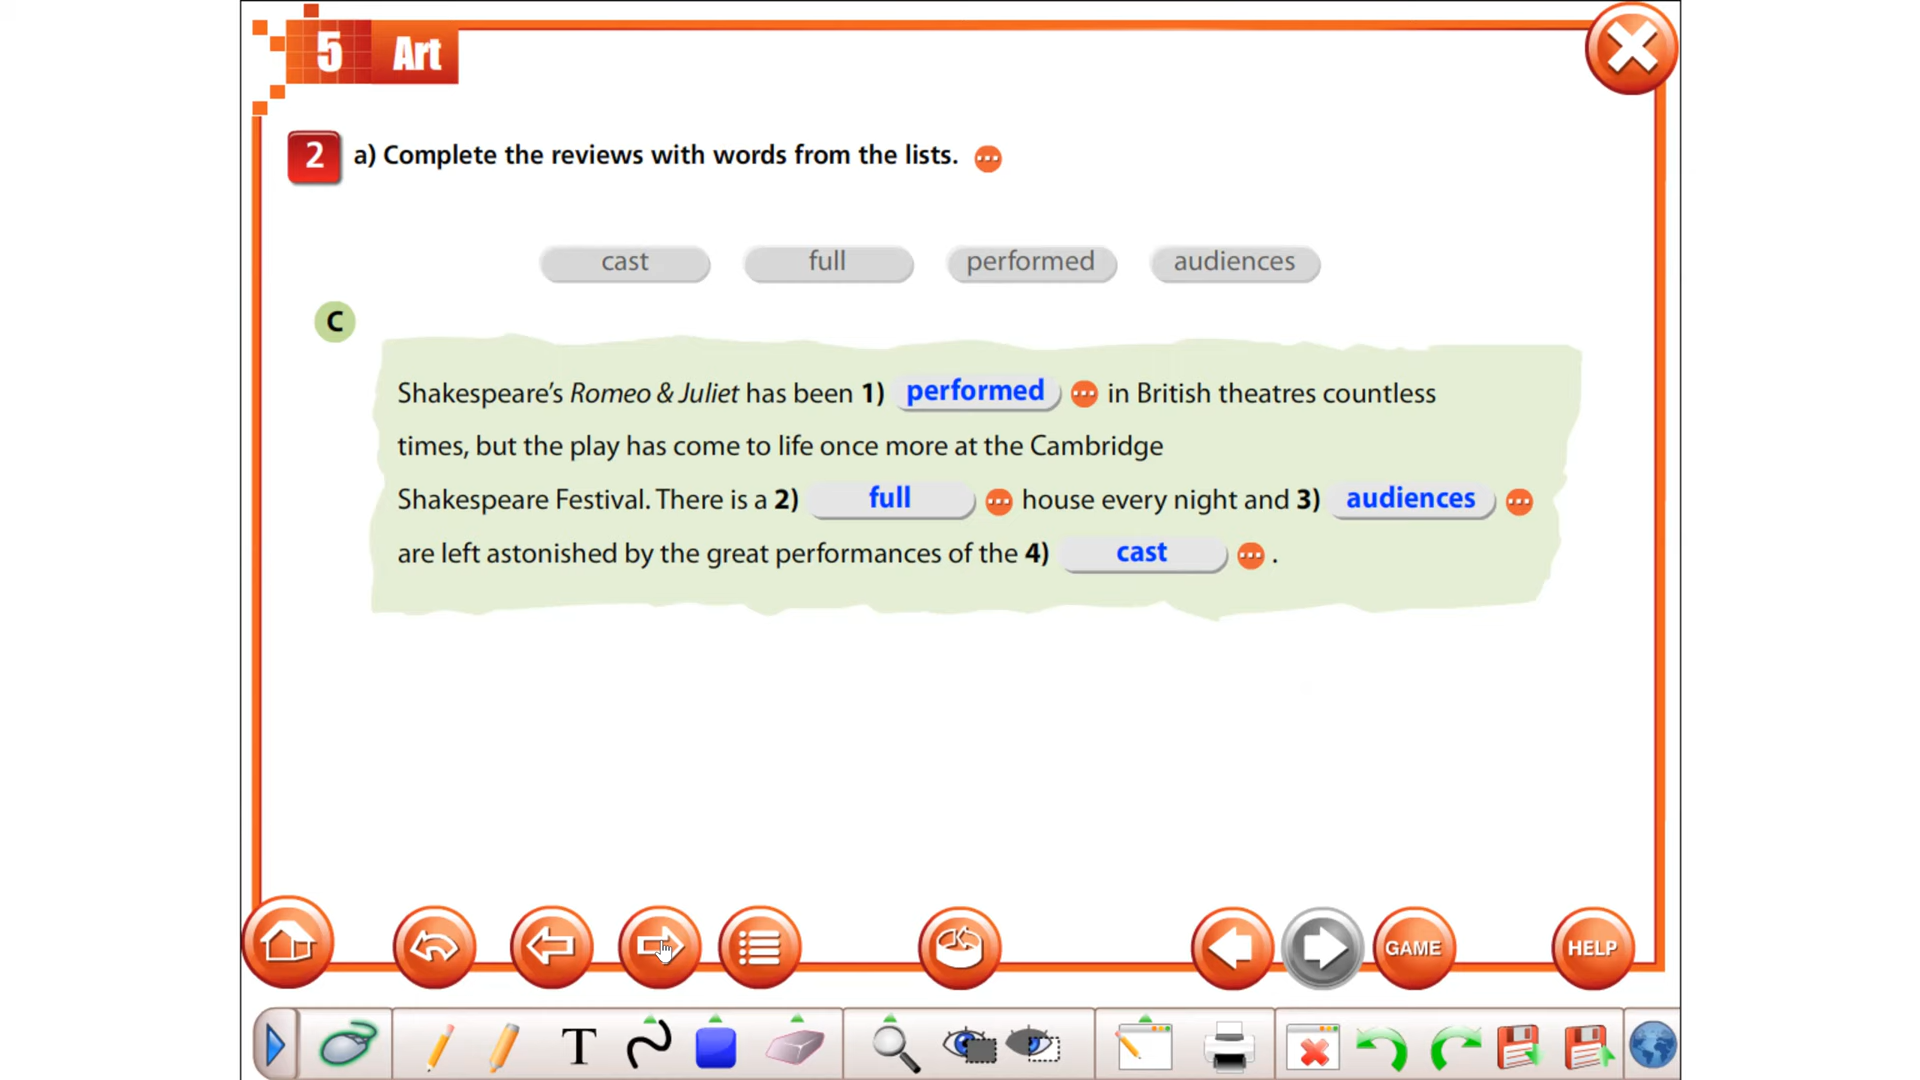 5 Art
2 a) Complete the reviews with words from the lists.
cast full performed audiences
C
Shakespeare's Romeo & Juliet has been 1) performed in British theatres countless
times, but the play has come to life once more at the Cambridge
Shakespeare Festival. There is a 2) full house every night and 3) audiences
are left astonished by the great performances of the 4) cast .
GAME HELP
T